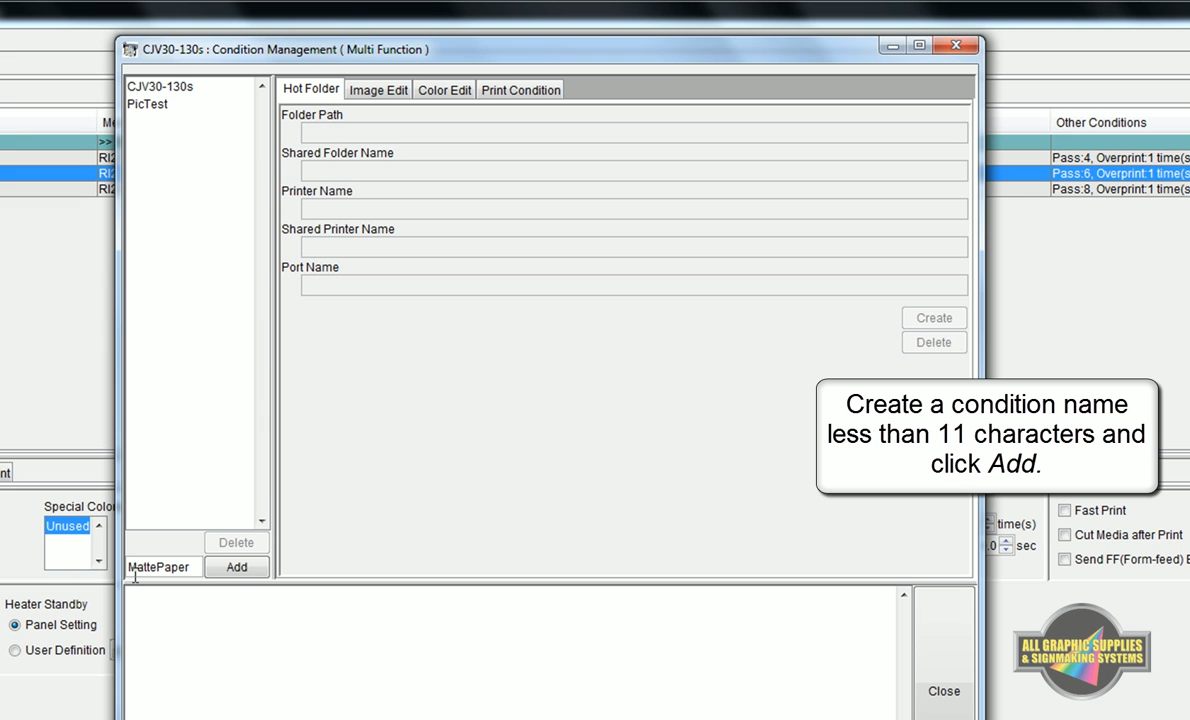 CJV30-130s : Condition Management ( Multi Function )
CJV30-130s
PicTest
Hot Folder
Image Edit
Color Edit
Print Condition
Folder Path
Shared Folder Name
Printer Name
Shared Printer Name
Port Name
Create
Delete
Other Conditions
>>
Pass:4, Overprint:1 time(s
Pass:6, Overprint:1 time(s
Pass:8, Overprint:1 time(s
Create a condition name
less than 11 characters and
click Add.
Special Color
Unused
Delete
MattePaper
Add
time(s)
.0 sec
Fast Print
Cut Media after Print
Send FF(Form-feed) E
Heater Standby
Panel Setting
User Definition
Close
ALL GRAPHIC SUPPLIES
& SIGNMAKING SYSTEMS